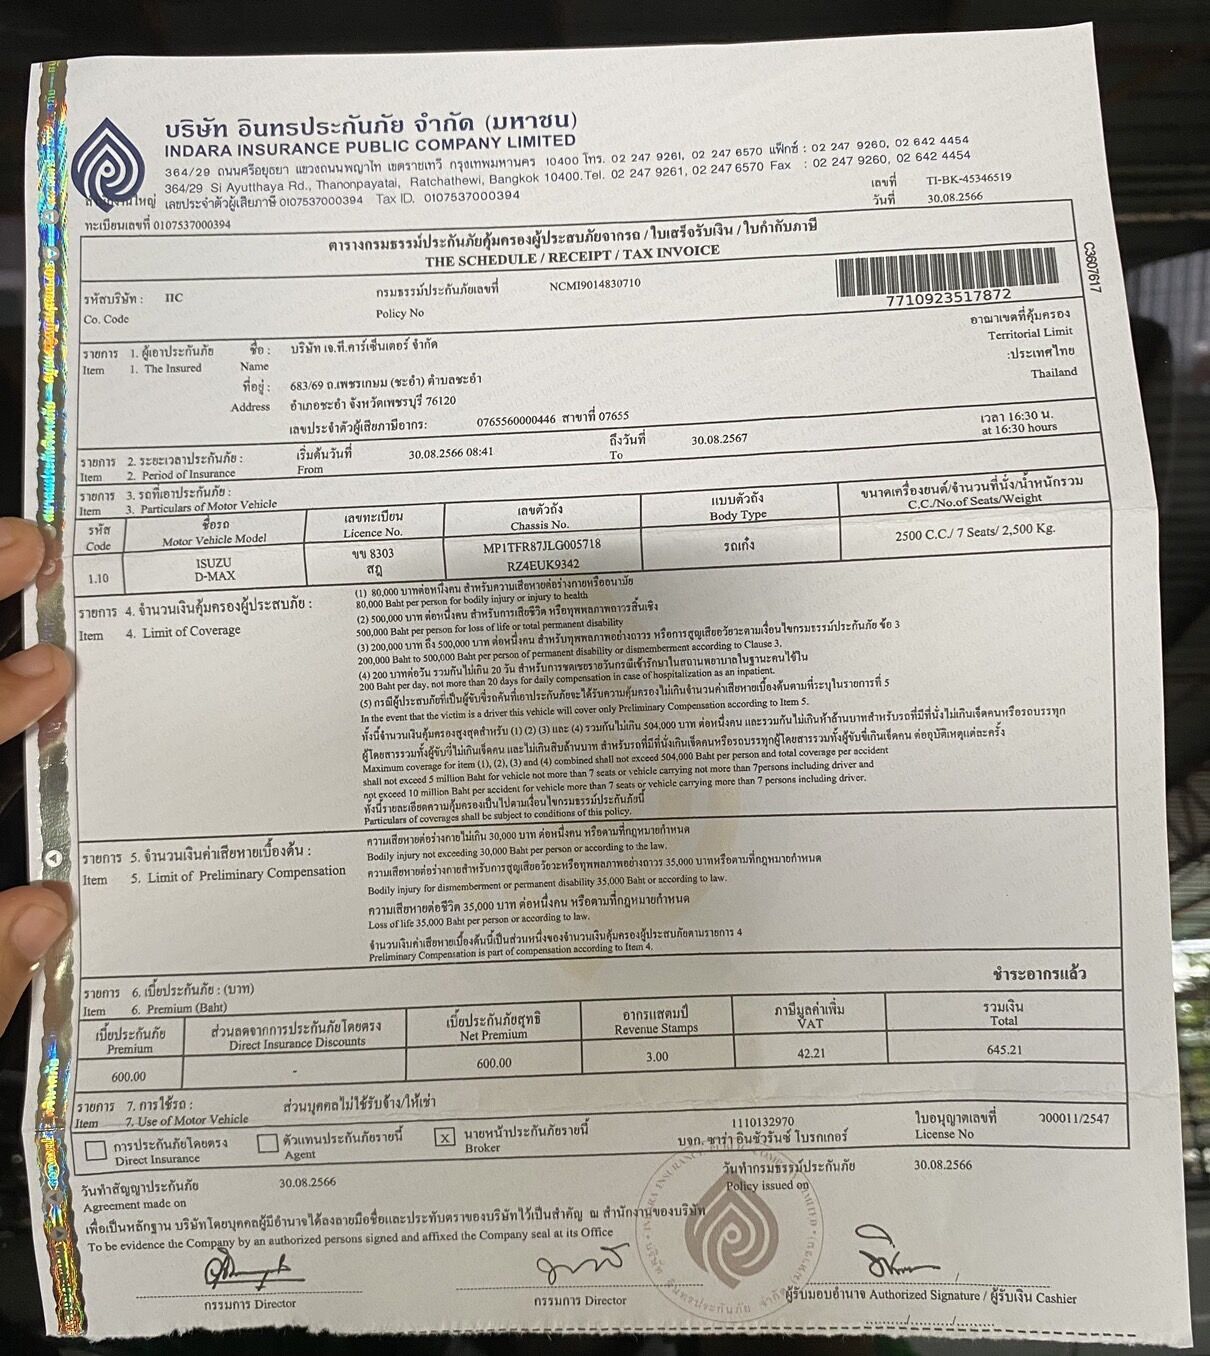 บริษัท อินทรประกันภัย จำกัด (มหาชน)
INDARA INSURANCE PUBLIC COMPANY LIMITED
364/29 ถนนศรีอยุธยา แขวงถนนพญาไท เขตราชเทวี กรุงเทพมหานคร 10400 โทร. 02 247 9261, 02 247 6570 แฟ็กซ์ : 02 247 9260, 02 642 4454
364/29 Si Ayutthaya Rd., Thanonpayatai, Ratchathewi, Bangkok 10400.Tel. 02 247 9261, 02 247 6570 Fax : 02 247 9260, 02 642 4454
เลขประจำตัวผู้เสียภาษี 0107537000394 Tax ID. 0107537000394
เลขที่ TI-BK-45346519
วันที่ 30.08.2566
ทะเบียนเลขที่ 0107537000394
ตารางกรมธรรม์ประกันภัยคุ้มครองผู้ประสบภัยจากรถ / ใบเสร็จรับเงิน / ใบกำกับภาษี
THE SCHEDULE / RECEIPT / TAX INVOICE
C3607617
รหัสบริษัท : IIC กรมธรรม์ประกันภัยเลขที่ NCMI9014830710
Co. Code Policy No
7710923517872
รายการ 1. ผู้เอาประกันภัย ชื่อ : บริษัท เจ.ที.คาร์เซ็นเตอร์ จำกัด
Item 1. The Insured Name
ที่อยู่ : 683/69 ถ.เพชรเกษม (ชะอำ) ตำบลชะอำ
Address อำเภอชะอำ จังหวัดเพชรบุรี 76120
เลขประจำตัวผู้เสียภาษีอากร: 0765560000446 สาขาที่ 07655
อาณาเขตที่คุ้มครอง
Territorial Limit
:ประเทศไทย
Thailand
รายการ 2. ระยะเวลาประกันภัย : เริ่มต้นวันที่ 30.08.2566 08:41 ถึงวันที่ 30.08.2567 เวลา 16:30 น.
Item 2. Period of Insurance From To at 16:30 hours
รายการ 3. รถที่เอาประกันภัย :
Item 3. Particulars of Motor Vehicle
รหัส ชื่อรถ เลขทะเบียน เลขตัวถัง แบบตัวถัง ขนาดเครื่องยนต์/จำนวนที่นั่ง/น้ำหนักรวม
Code Motor Vehicle Model Licence No. Chassis No. Body Type C.C./No.of Seats/Weight
1.10 ISUZU ขข 8303 MP1TFR87JLG005718 รถเก๋ง 2500 C.C./ 7 Seats/ 2,500 Kg.
D-MAX สฎ RZ4EUK9342
รายการ 4. จำนวนเงินคุ้มครองผู้ประสบภัย :
Item 4. Limit of Coverage
(1) 80,000 บาทต่อหนึ่งคน สำหรับความเสียหายต่อร่างกายหรืออนามัย
80,000 Baht per person for bodily injury or injury to health
(2) 500,000 บาทต่อหนึ่งคน สำหรับการเสียชีวิต หรือทุพพลภาพถาวรสิ้นเชิง
500,000 Baht per person for loss of life or total permanent disability
(3) 200,000 บาท ถึง 500,000 บาท ต่อหนึ่งคน สำหรับทุพพลภาพอย่างถาวร หรือการสูญเสียอวัยวะตามเงื่อนไขกรมธรรม์ประกันภัย ข้อ 3
200,000 Baht to 500,000 Baht per person of permanent disability or dismemberment according to Clause 3.
(4) 200 บาทต่อวัน รวมกันไม่เกิน 20 วัน สำหรับการชดเชยรายวันกรณีเข้ารักษาในสถานพยาบาลในฐานะคนไข้ใน
200 Baht per day, not more than 20 days for daily compensation in case of hospitalization as an inpatient.
(5) กรณีผู้ประสบภัยที่เป็นผู้ขับขี่รถคันที่เอาประกันภัยจะได้รับความคุ้มครองไม่เกินจำนวนค่าเสียหายเบื้องต้นตามที่ระบุในรายการที่ 5
In the event that the victim is a driver this vehicle will cover only Preliminary Compensation according to Item 5.
ทั้งนี้จำนวนเงินคุ้มครองสูงสุดสำหรับ (1) (2) (3) และ (4) รวมกันไม่เกิน 504,000 บาท ต่อหนึ่งคน และรวมกันไม่เกินห้าล้านบาทสำหรับรถที่มีที่นั่งไม่เกินเจ็ดคนหรือรถบรรทุก
ผู้โดยสารรวมทั้งผู้ขับขี่ไม่เกินเจ็ดคน และไม่เกินสิบล้านบาท สำหรับรถที่มีที่นั่งเกินเจ็ดคนหรือรถบรรทุกผู้โดยสารรวมทั้งผู้ขับขี่เกินเจ็ดคน ต่ออุบัติเหตุแต่ละครั้ง
Maximum coverage for item (1), (2), (3) and (4) combined shall not exceed 504,000 Baht per person and total coverage per accident
shall not exceed 5 million Baht for vehicle not more than 7 seats or vehicle carrying not more than 7persons including driver and
not exceed 10 million Baht per accident for vehicle more than 7 seats or vehicle carrying more than 7 persons including driver.
ทั้งนี้รายละเอียดความคุ้มครองเป็นไปตามเงื่อนไขกรมธรรม์ประกันภัยนี้
Particulars of coverages shall be subject to conditions of this policy.
รายการ 5. จำนวนเงินค่าเสียหายเบื้องต้น :
Item 5. Limit of Preliminary Compensation
ความเสียหายต่อร่างกายไม่เกิน 30,000 บาท ต่อหนึ่งคน หรือตามที่กฎหมายกำหนด
Bodily injury not exceeding 30,000 Baht per person or according to the law.
ความเสียหายต่อร่างกายสำหรับการสูญเสียอวัยวะหรือทุพพลภาพอย่างถาวร 35,000 บาทหรือตามที่กฎหมายกำหนด
Bodily injury for dismemberment or permanent disability 35,000 Baht or according to law.
ความเสียหายต่อชีวิต 35,000 บาท ต่อหนึ่งคน หรือตามที่กฎหมายกำหนด
Loss of life 35,000 Baht per person or according to law.
จำนวนเงินค่าเสียหายเบื้องต้นนี้เป็นส่วนหนึ่งของจำนวนเงินคุ้มครองผู้ประสบภัยตามรายการ 4
Preliminary Compensation is part of compensation according to Item 4.
รายการ 6. เบี้ยประกันภัย : (บาท) ชำระอากรแล้ว
Item 6. Premium (Baht)
เบี้ยประกันภัย ส่วนลดจากการประกันภัยโดยตรง เบี้ยประกันภัยสุทธิ อากรแสตมป์ ภาษีมูลค่าเพิ่ม รวมเงิน
Premium Direct Insurance Discounts Net Premium Revenue Stamps VAT Total
600.00 - 600.00 3.00 42.21 645.21
รายการ 7. การใช้รถ : ส่วนบุคคลไม่ใช้รับจ้าง/ให้เช่า
Item 7. Use of Motor Vehicle
การประกันภัยโดยตรง ตัวแทนประกันภัยรายนี้ X นายหน้าประกันภัยรายนี้ 1110132970 ใบอนุญาตเลขที่ ว00011/2547
Direct Insurance Agent Broker บจก. ซาร่า อินชัวรันซ์ โบรกเกอร์ License No
วันทำสัญญาประกันภัย 30.08.2566 วันทำกรมธรรม์ประกันภัย 30.08.2566
Agreement made on Policy issued on
เพื่อเป็นหลักฐาน บริษัทโดยบุคคลผู้มีอำนาจได้ลงลายมือชื่อและประทับตราของบริษัทไว้เป็นสำคัญ ณ สำนักงานของบริษัท
To be evidence the Company by an authorized persons signed and affixed the Company seal at its Office
กรรมการ Director กรรมการ Director ผู้รับมอบอำนาจ Authorized Signature / ผู้รับเงิน Cashier